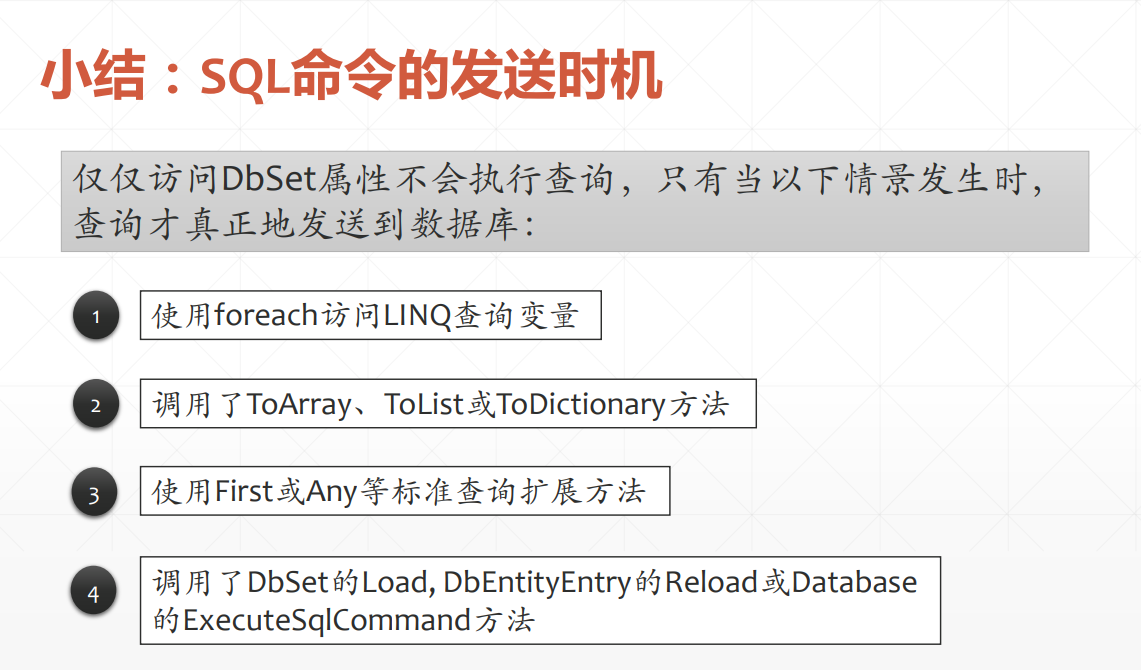 小结：SQL命令的发送时机
仅仅访问DbSet属性不会执行查询，只有当以下情景发生时，
查询才真正地发送到数据库：
1 使用foreach访问LINQ查询变量
2 调用了ToArray、ToList或ToDictionary方法
3 使用First或Any等标准查询扩展方法
4 调用了DbSet的Load, DbEntityEntry的Reload或Database
的ExecuteSqlCommand方法